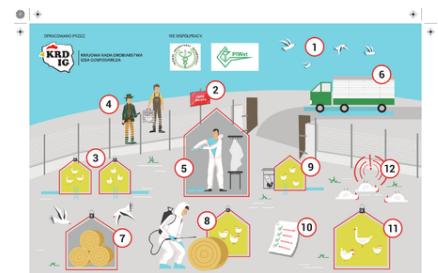 OPRACOWANO PRZEZ:
WE WSPÓŁPRACY:
KRD
IG
KRAJOWA RADA DROBIARSTWA
IZBA GOSPODARCZA
PTWet
1
2
3
4
5
6
7
8
9
10
11
12